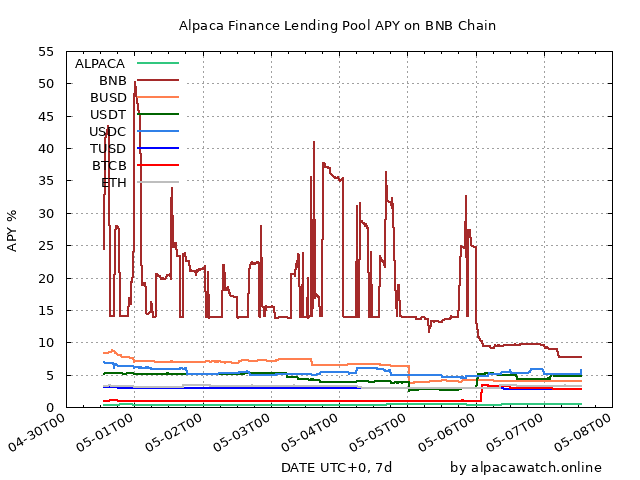 Alpaca Finance Lending Pool APY on BNB Chain
55
50
45
40
35
30
25
20
15
10
5
0
APY %
ALPACA
BNB
BUSD
USDT
USDC
TUSD
BTCB
ETH
04-30T00
05-01T00
05-02T00
05-03T00
05-04T00
05-05T00
05-06T00
05-07T00
05-08T00
DATE UTC+0, 7d
by alpacawatch.online